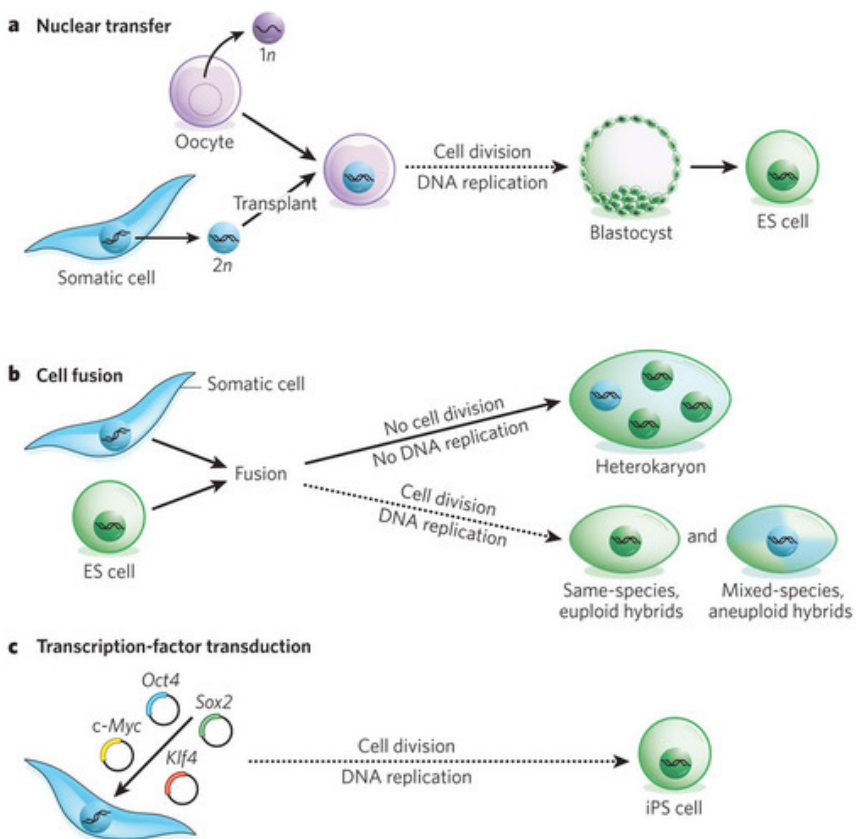 a Nuclear transfer
1n
Oocyte
Cell division
DNA replication
Transplant
Blastocyst
ES cell
2n
Somatic cell
b Cell fusion
Somatic cell
No cell division
No DNA replication
Heterokaryon
Fusion
Cell division
DNA replication
ES cell
and
Same-species,
euploid hybrids
Mixed-species,
aneuploid hybrids
c Transcription-factor transduction
Oct4
Sox2
c-Myc
Klf4
Cell division
DNA replication
iPS cell